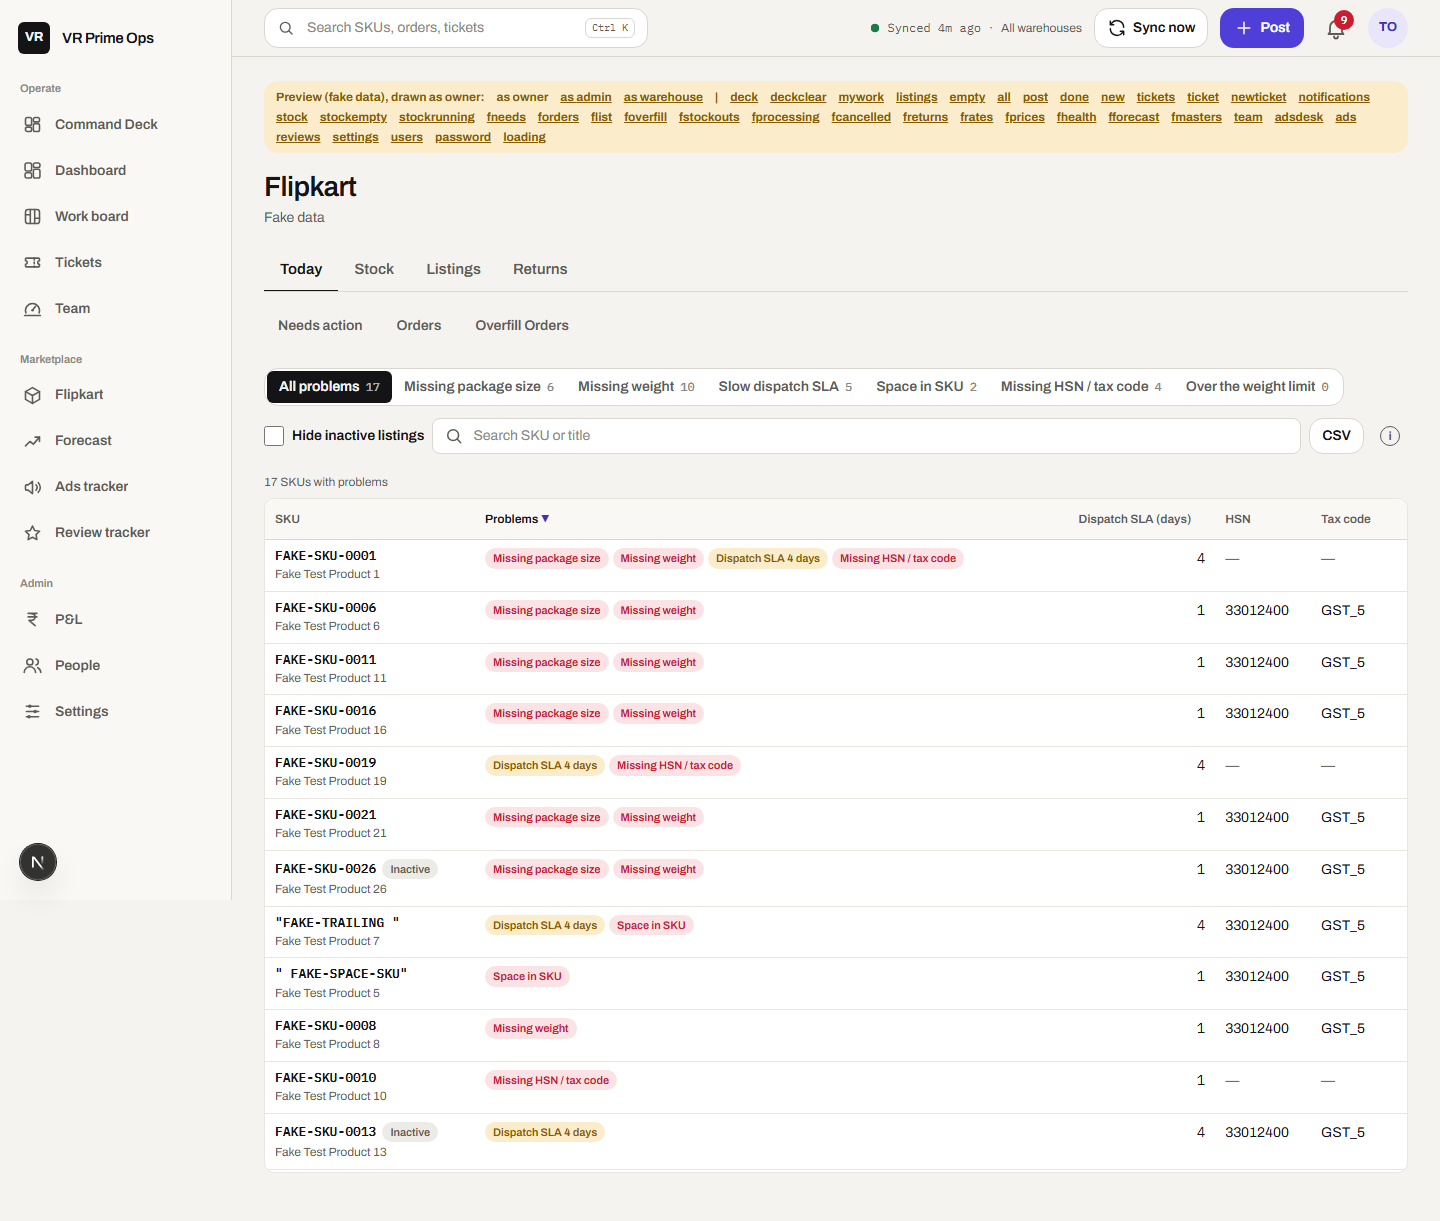 VR VR Prime Ops
Search SKUs, orders, tickets Ctrl K
Synced 4m ago · All warehouses
Sync now
Post
9
TO
Operate
Command Deck
Dashboard
Work board
Tickets
Team
Marketplace
Flipkart
Forecast
Ads tracker
Review tracker
Admin
P&L
People
Settings
N
Preview (fake data), drawn as owner: as owner as admin as warehouse | deck deckclear mywork listings empty all post done new tickets ticket newticket notifications
stock stockempty stockrunning fneeds forders flist foverfill fstockouts fprocessing fcancelled freturns frates fprices fhealth fforecast fmasters team adsdesk ads
reviews settings users password loading
Flipkart
Fake data
Today Stock Listings Returns
Needs action Orders Overfill Orders
All problems 17 Missing package size 6 Missing weight 10 Slow dispatch SLA 5 Space in SKU 2 Missing HSN / tax code 4 Over the weight limit 0
Hide inactive listings Search SKU or title CSV i
17 SKUs with problems
SKU Problems ▼ Dispatch SLA (days) HSN Tax code
FAKE-SKU-0001 Missing package size Missing weight Dispatch SLA 4 days Missing HSN / tax code 4 — —
Fake Test Product 1
FAKE-SKU-0006 Missing package size Missing weight 1 33012400 GST_5
Fake Test Product 6
FAKE-SKU-0011 Missing package size Missing weight 1 33012400 GST_5
Fake Test Product 11
FAKE-SKU-0016 Missing package size Missing weight 1 33012400 GST_5
Fake Test Product 16
FAKE-SKU-0019 Dispatch SLA 4 days Missing HSN / tax code 4 — —
Fake Test Product 19
FAKE-SKU-0021 Missing package size Missing weight 1 33012400 GST_5
Fake Test Product 21
FAKE-SKU-0026 Inactive Missing package size Missing weight 1 33012400 GST_5
Fake Test Product 26
"FAKE-TRAILING " Dispatch SLA 4 days Space in SKU 4 33012400 GST_5
Fake Test Product 7
" FAKE-SPACE-SKU" Space in SKU 1 33012400 GST_5
Fake Test Product 5
FAKE-SKU-0008 Missing weight 1 33012400 GST_5
Fake Test Product 8
FAKE-SKU-0010 Missing HSN / tax code 1 — —
Fake Test Product 10
FAKE-SKU-0013 Inactive Dispatch SLA 4 days 4 33012400 GST_5
Fake Test Product 13